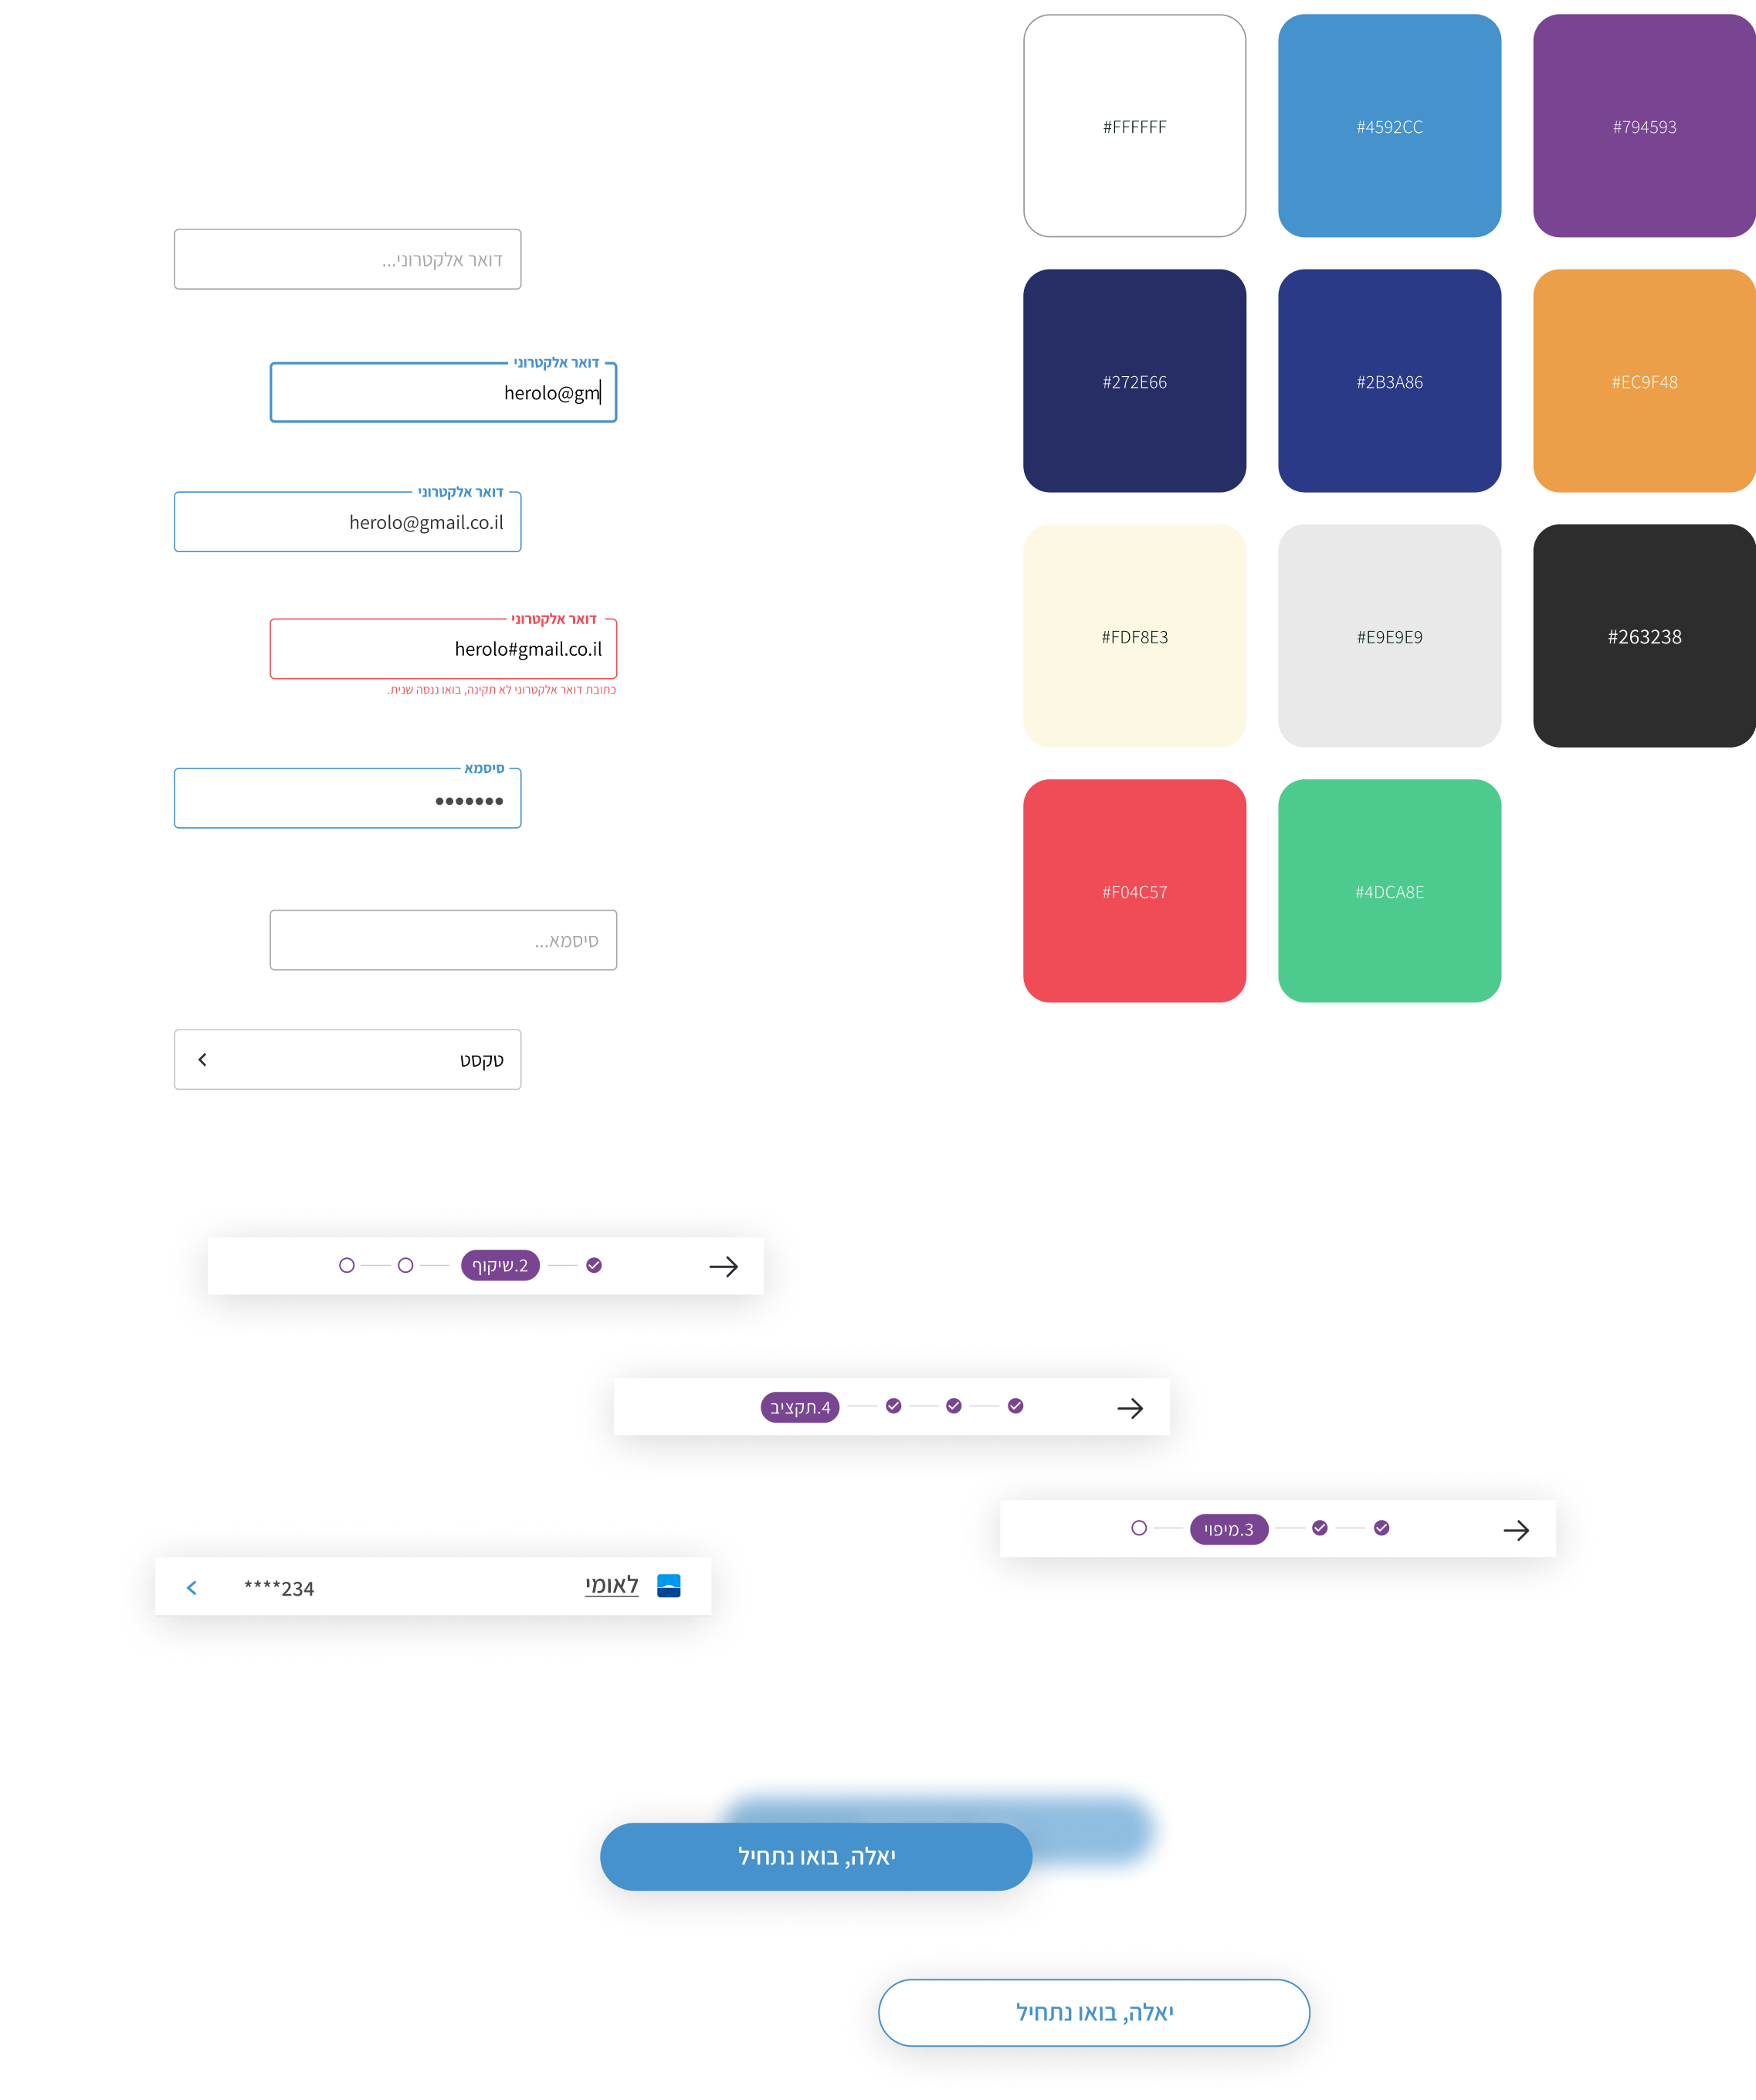 #FFFFFF
#4592CC
#794593
#272E66
#2B3A86
#EC9F48
#FDF8E3
#E9E9E9
#263238
#F04C57
#4DCA8E
דואר אלקטרוני...
דואר אלקטרוני
herolo@gm
דואר אלקטרוני
herolo@gmail.co.il
דואר אלקטרוני
herolo#gmail.co.il
כתובת דואר אלקטרוני לא תקינה, בואו ננסה שנית.
סיסמא
•••••••
סיסמא...
טקסט
2.שיקוף
4.תקציב
3.מיפוי
לאומי
****234
יאלה, בואו נתחיל
יאלה, בואו נתחיל